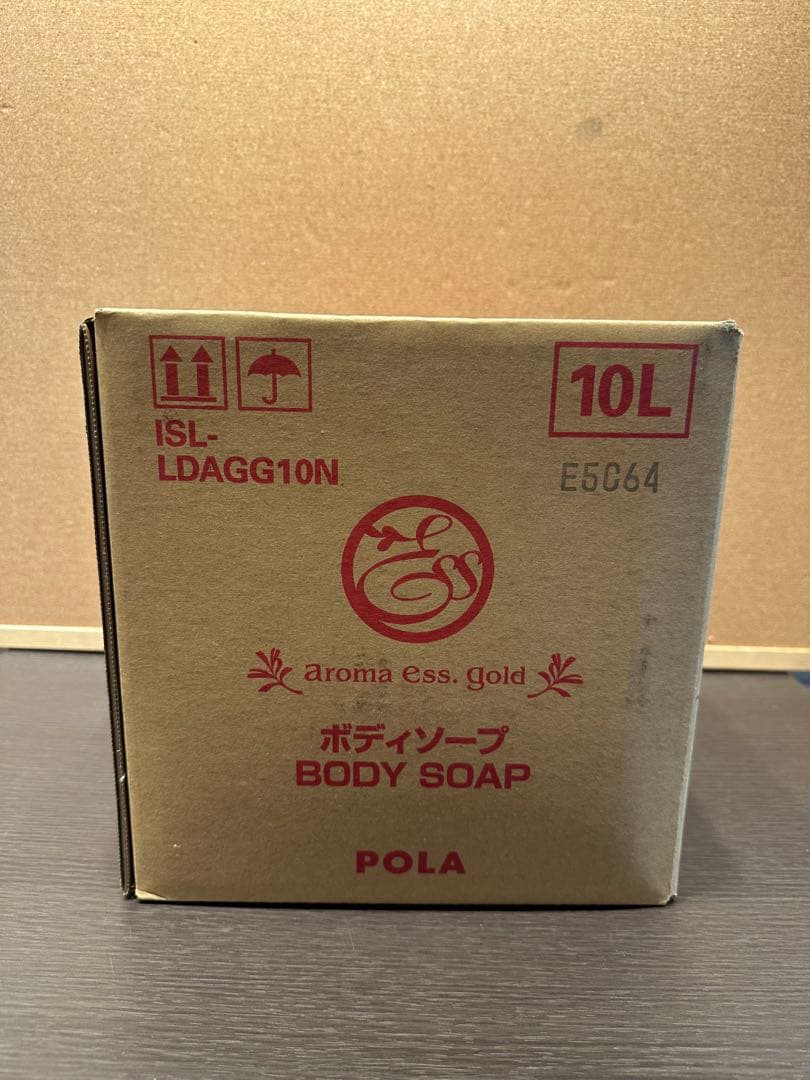 10L
ISL-
LDAGG10N
E5C64
Ess
aroma ess. gold
ボディソープ
BODY SOAP
POLA